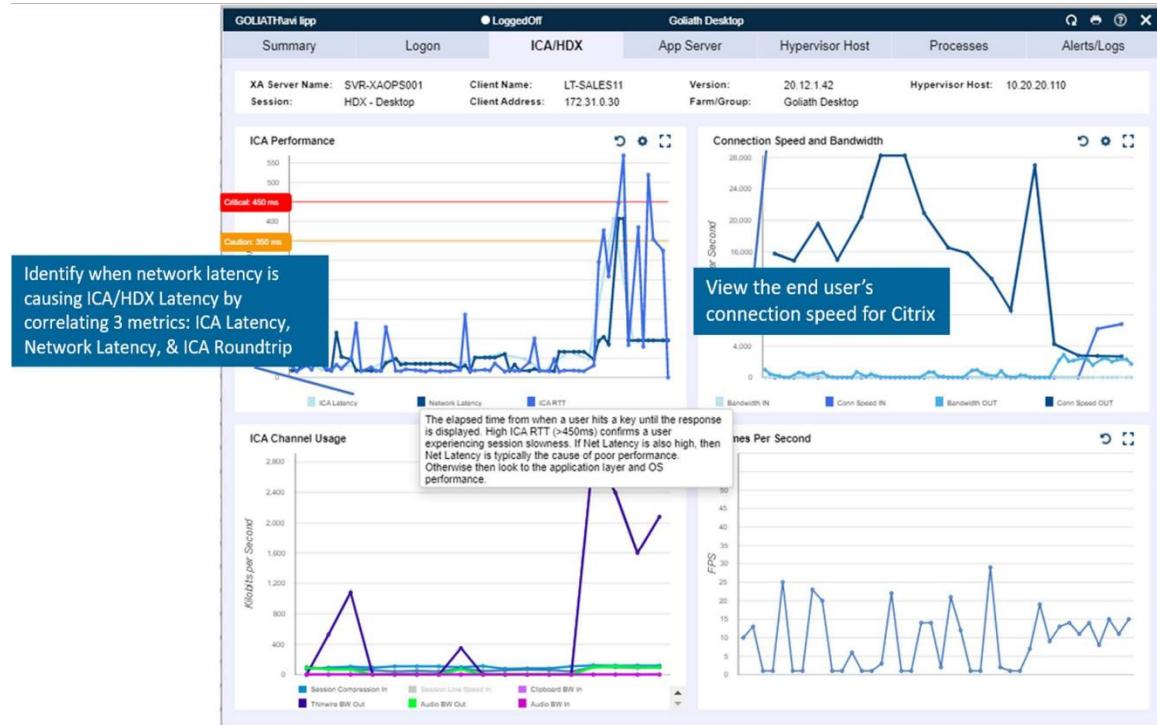 GOLIATH\avi lipp LoggedOff Goliath Desktop
Summary Logon ICA/HDX App Server Hypervisor Host Processes Alerts/Logs
XA Server Name: SVR-XAOPS001 Client Name: LT-SALES11 Version: 20.12.1.42 Hypervisor Host: 10.20.20.110
Session: HDX - Desktop Client Address: 172.31.0.30 Farm/Group: Goliath Desktop
ICA Performance
550
500
Critical: 450 ms
400
Caution: 350 ms
0
ICA Latency Network Latency ICA RTT
Identify when network latency is
causing ICA/HDX Latency by
correlating 3 metrics: ICA Latency,
Network Latency, & ICA Roundtrip
Connection Speed and Bandwidth
28,000
24,000
20,000
16,000
4,000
0
per Second
Bandwidth IN Conn Speed IN Bandwidth OUT Conn Speed OUT
View the end user's
connection speed for Citrix
The elapsed time from when a user hits a key until the response
is displayed. High ICA RTT (>450ms) confirms a user
experiencing session slowness. If Net Latency is also high, then
Net Latency is typically the cause of poor performance.
Otherwise then look to the application layer and OS
performance.
ICA Channel Usage
2,800
2,400
2,000
1,600
1,200
800
400
0
Kilobits per Second
Session Compression In Session Line Speed In Clipboard BW In
Thinwire BW Out Audio BW Out Audio BW In
Per Second
50
45
40
35
30
25
20
15
10
5
0
FPS